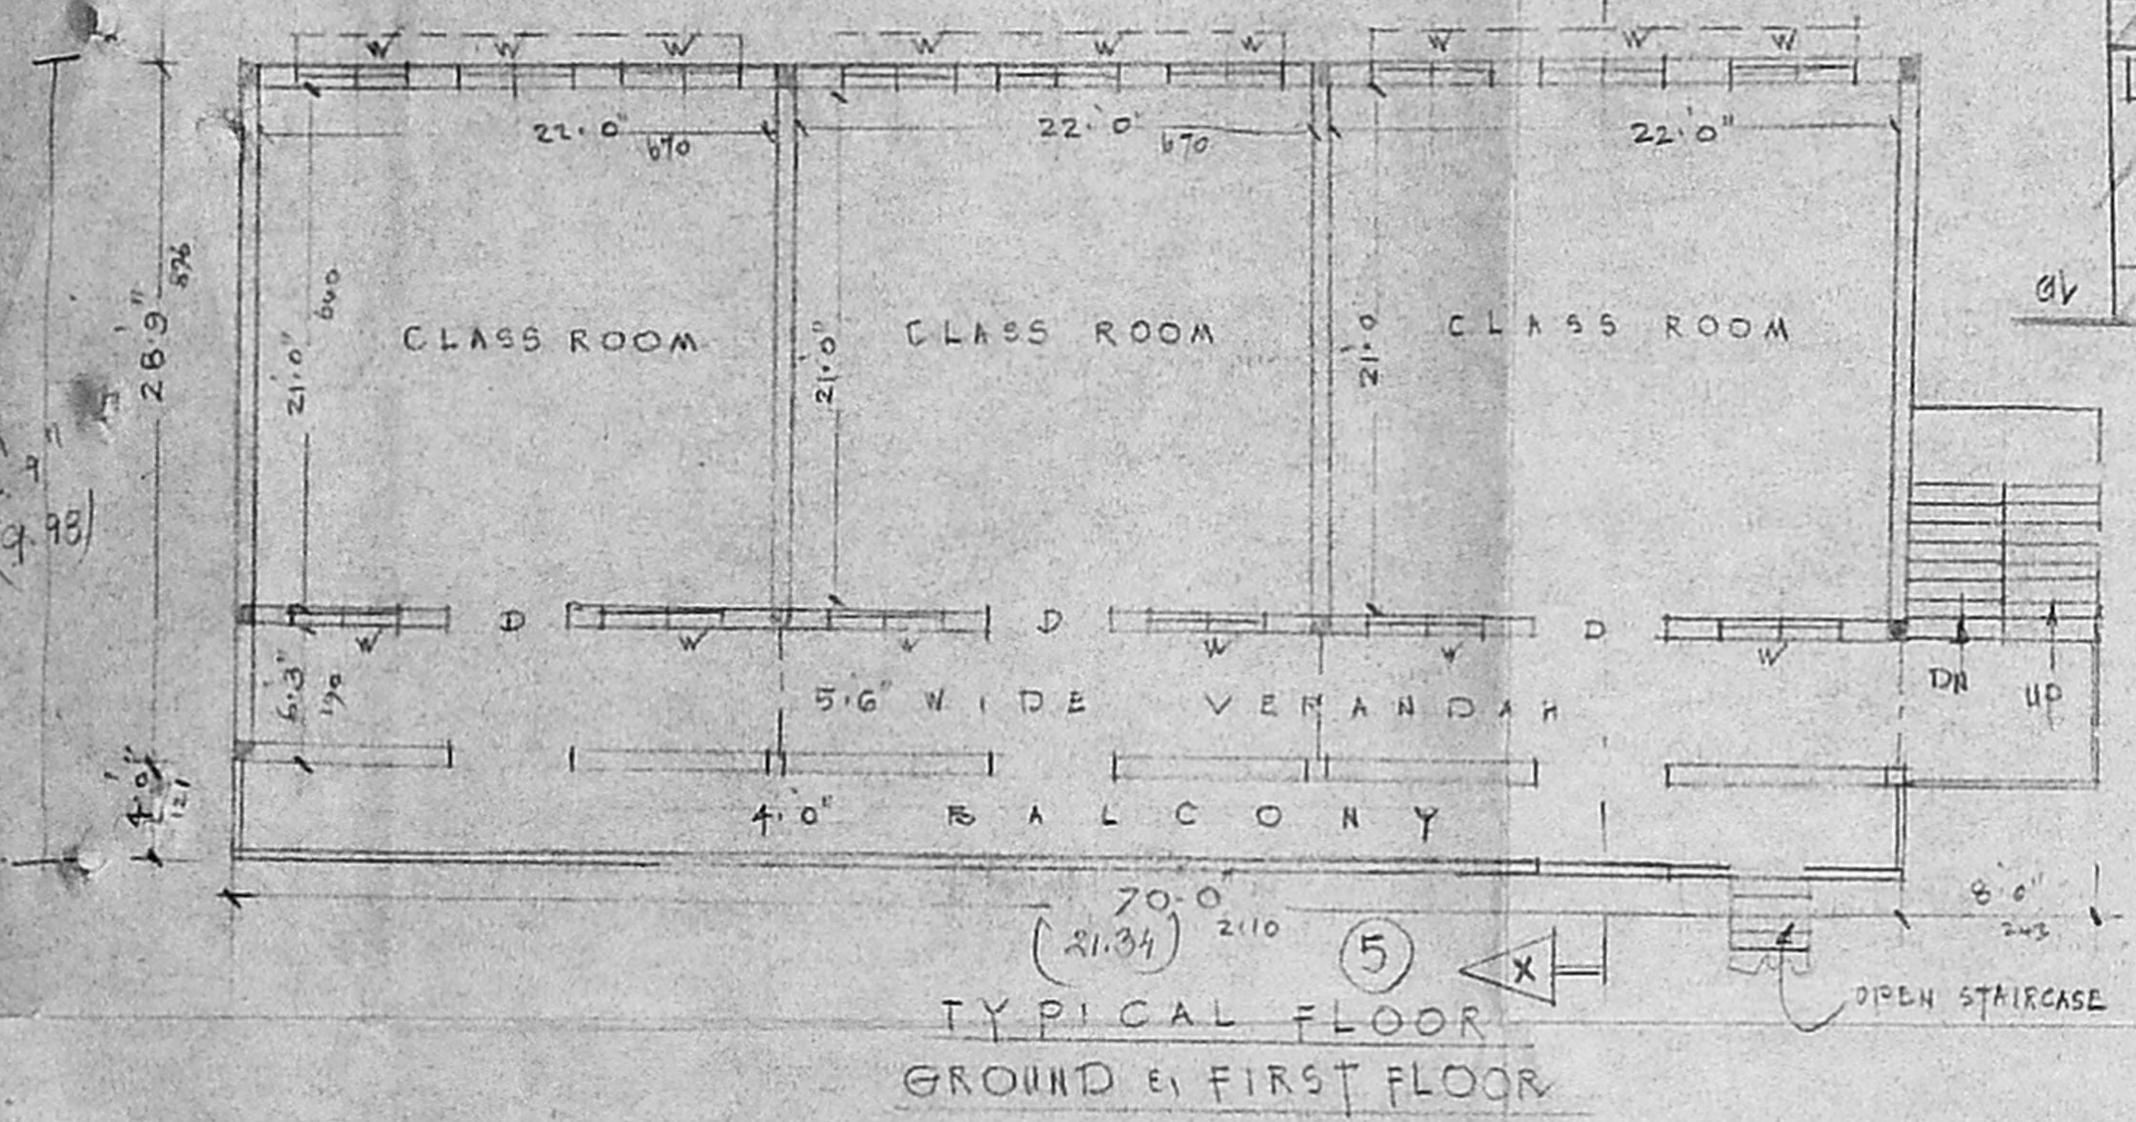 W W W W W W W W W
22'.0" 670 22'.0" 670 22'.0"
28'.9" 876
21'.0" 640
CLASS ROOM
21'.0"
CLASS ROOM
21'.0
CLASS ROOM
GL
9.98)
D D D
W W W W W W
6'.3" 190
5'.6" WIDE VERANDAH
DN UP
4'.0" 121
4'.0" BALCONY
70-0"
(21.34) 2110
5
X
8'.0"
243
OPEN STAIRCASE
TYPICAL FLOOR
GROUND & FIRST FLOOR